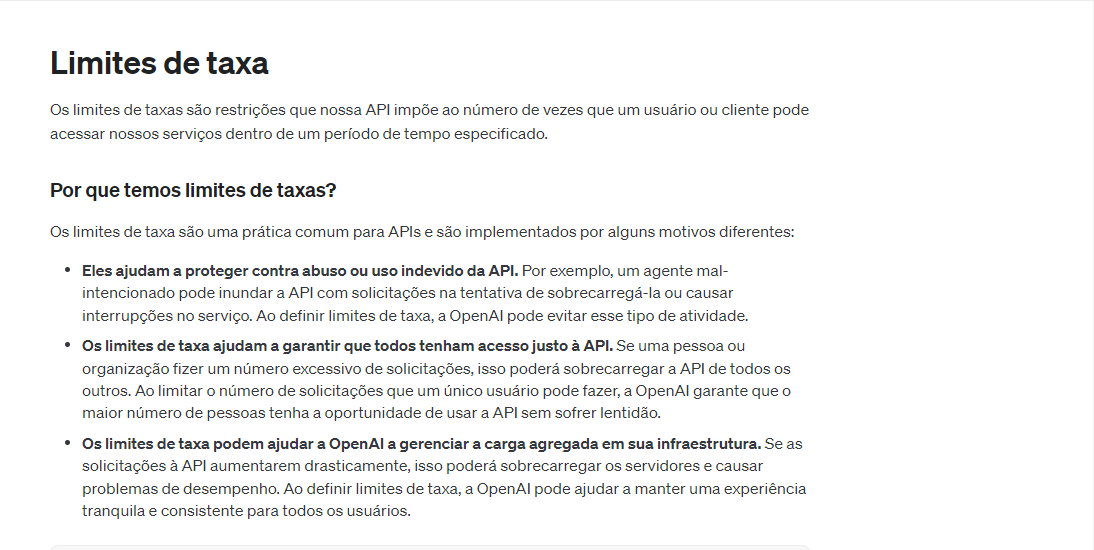 Limites de taxa
Os limites de taxas são restrições que nossa API impõe ao número de vezes que um usuário ou cliente pode
acessar nossos serviços dentro de um período de tempo especificado.
Por que temos limites de taxas?
Os limites de taxa são uma prática comum para APIs e são implementados por alguns motivos diferentes:
• Eles ajudam a proteger contra abuso ou uso indevido da API. Por exemplo, um agente mal-
intencionado pode inundar a API com solicitações na tentativa de sobrecarregá-la ou causar
interrupções no serviço. Ao definir limites de taxa, a OpenAI pode evitar esse tipo de atividade.
• Os limites de taxa ajudam a garantir que todos tenham acesso justo à API. Se uma pessoa ou
organização fizer um número excessivo de solicitações, isso poderá sobrecarregar a API de todos os
outros. Ao limitar o número de solicitações que um único usuário pode fazer, a OpenAI garante que o
maior número de pessoas tenha a oportunidade de usar a API sem sofrer lentidão.
• Os limites de taxa podem ajudar a OpenAI a gerenciar a carga agregada em sua infraestrutura. Se as
solicitações à API aumentarem drasticamente, isso poderá sobrecarregar os servidores e causar
problemas de desempenho. Ao definir limites de taxa, a OpenAI pode ajudar a manter uma experiência
tranquila e consistente para todos os usuários.